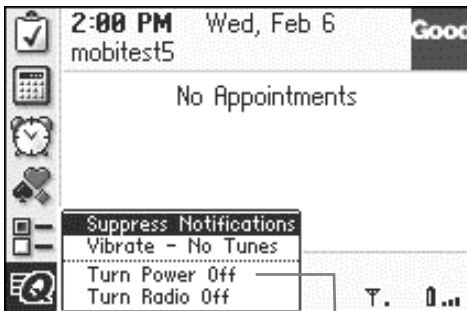 2:00 PM Wed, Feb 6
Good
mobitest5
No Appointments
Suppress Notifications
Vibrate - No Tunes
Turn Power Off
Turn Radio Off